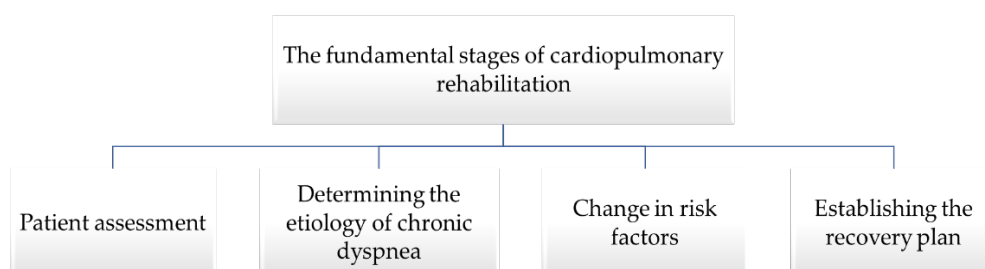 The fundamental stages of cardiopulmonary
rehabilitation
Patient assessment
Determining the
etiology of chronic
dyspnea
Change in risk
factors
Establishing the
recovery plan